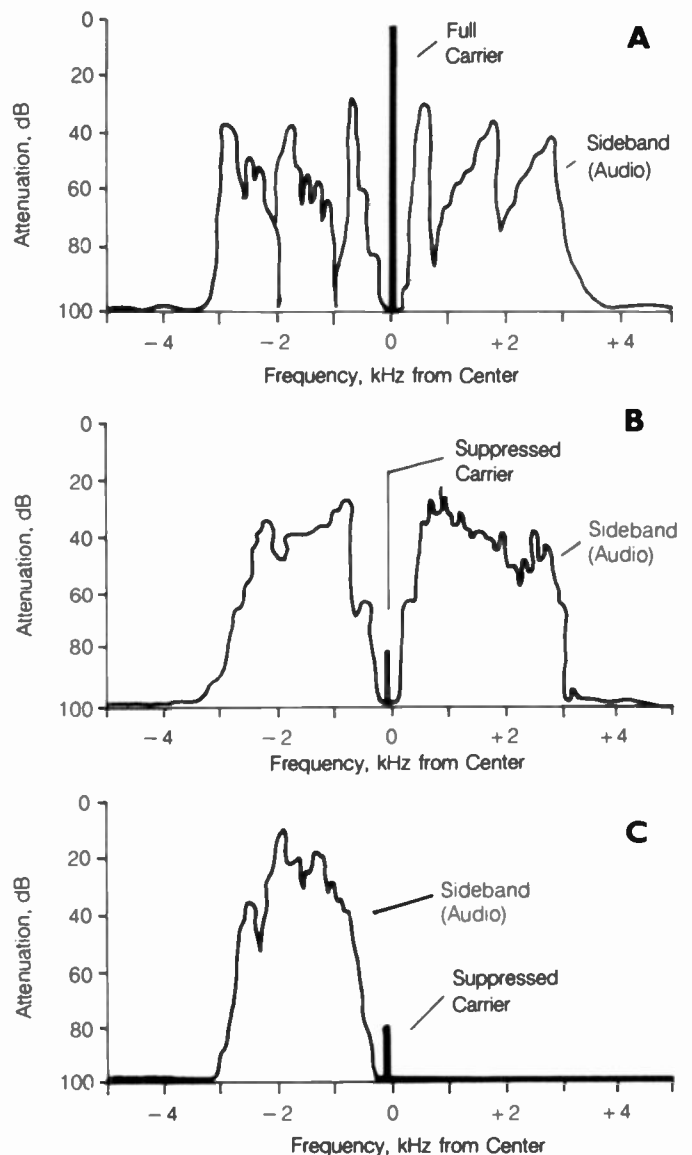 A
Full
Carrier
Sideband
(Audio)
Attenuation, dB
0
20
40
60
80
100
−4 −2 0 +2 +4
Frequency, kHz from Center
B
Suppressed
Carrier
Sideband
(Audio)
Attenuation, dB
0
20
40
60
80
100
−4 −2 0 +2 +4
Frequency, kHz from Center
C
Sideband
(Audio)
Suppressed
Carrier
Attenuation, dB
0
20
40
60
80
100
−4 −2 0 +2 +4
Frequency, kHz from Center